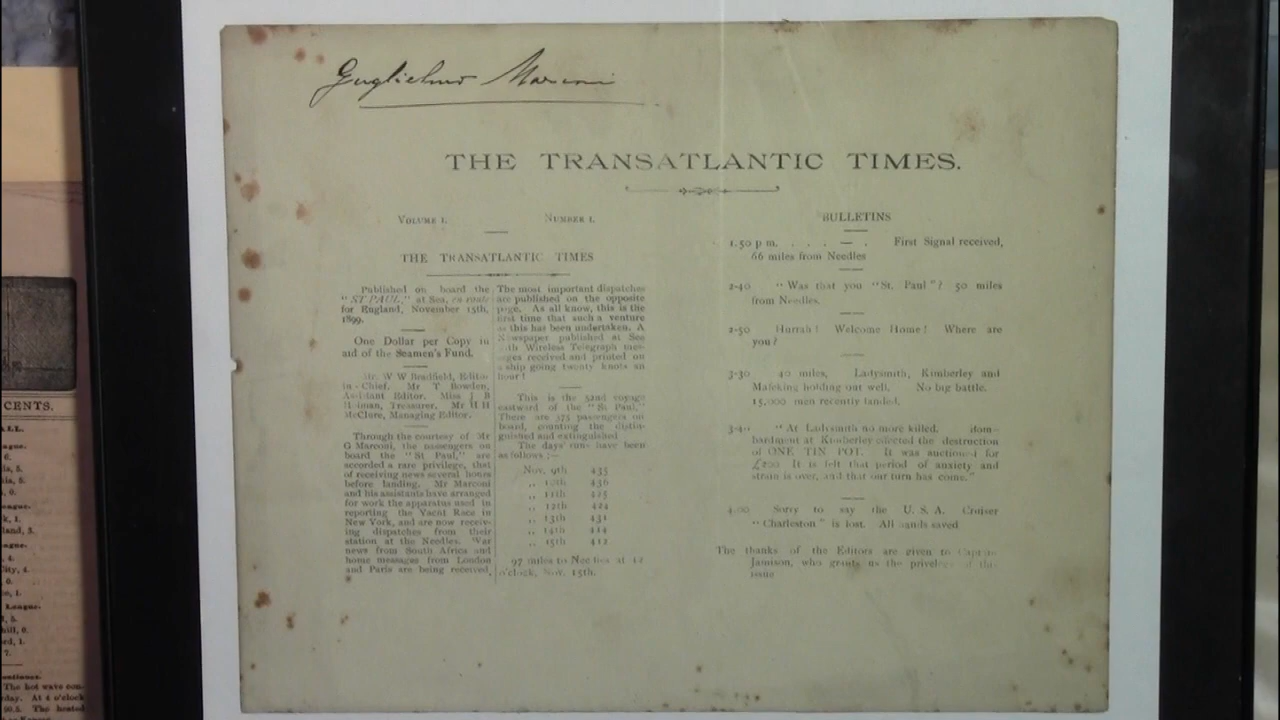 Guglielmo Marconi
THE TRANSATLANTIC TIMES.
VOLUME I. NUMBER I.
THE TRANSATLANTIC TIMES
Published on board the
"ST PAUL," at Sea, en route
for England, November 15th,
1899.
One Dollar per Copy in
aid of the Seamen's Fund.
Mr. W W Bradfield, Editor
in-Chief. Mr T Bowden,
Assistant Editor. Miss J B
Treasurer. Mr H H
McClure, Managing Editor.
Through the courtesy of Mr
G Marconi, the passengers on
board the "St Paul," are
accorded a rare privilege, that
of receiving news several hours
before landing. Mr Marconi
and his assistants have arranged
for work the apparatus used in
reporting the Yacht Race in
New York, and are now receiv-
ing dispatches from their
station at the Needles. War
news from South Africa and
home messages from London
and Paris are being received.
The most important dispatches
are published on the opposite
page. As all know, this is the
first time that such a venture
as this has been undertaken. A
Newspaper published at Sea
with Wireless Telegraph mes-
sages received and printed on
a ship going twenty knots an
hour!
This is the 52nd voyage
eastward of the "St Paul."
There are 375 passengers on
board, counting the distin-
guished and extinguished
The days' runs have been
as follows :—
Nov. 9th 435
,, 10th 436
,, 11th 425
,, 12th 424
,, 13th 431
,, 14th 414
,, 15th 412
97 miles to Needles at 12
o'clock, Nov. 15th.
BULLETINS
1.50 p m. . . . — . First Signal received,
66 miles from Needles
2-40 "Was that you "St. Paul"? 50 miles
from Needles.
2-50 Hurrah! Welcome Home! Where are
you?
3-30 40 miles, Ladysmith, Kimberley and
Mafeking holding out well. No big battle.
15,000 men recently landed.
3-40 "At Ladysmith no more killed. Bom-
bardment at Kimberley effected the destruction
of ONE TIN POT. It was auctioned for
£200 It is felt that period of anxiety and
strain is over, and that our turn has come."
4.00 Sorry to say the U. S. A. Cruiser
"Charleston" is lost. All hands saved
The thanks of the Editors are given to Captain
Jamison, who grants us the privilege of this
issue
CENTS.
The hot wave con-